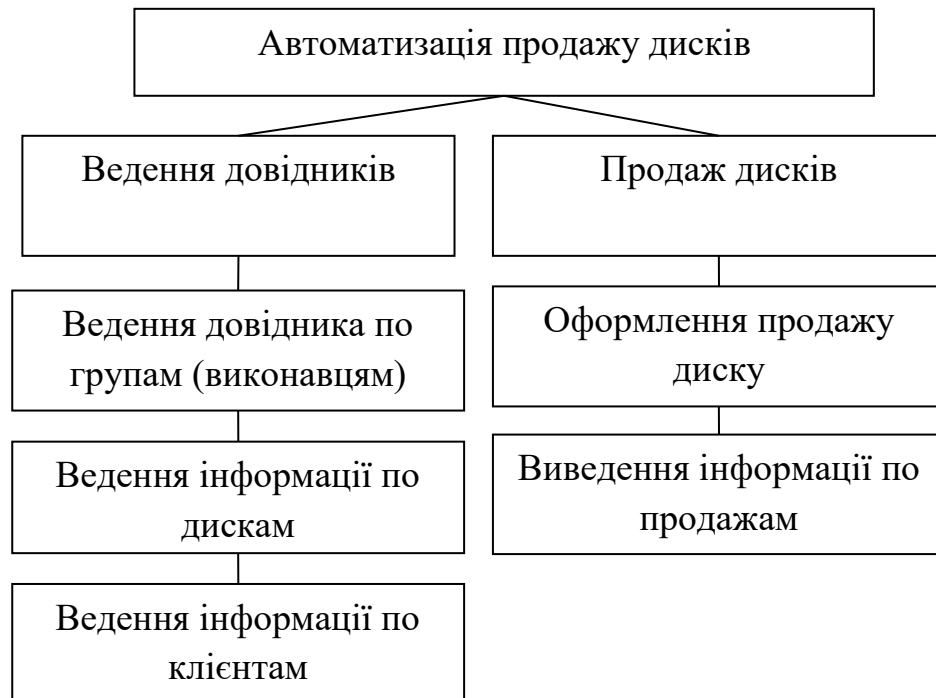 Автоматизація продажу дисків
Ведення довідників
Продаж дисків
Ведення довідника по
групам (виконавцям)
Оформлення продажу
диску
Ведення інформації по
дискам
Виведення інформації по
продажам
Ведення інформації по
клієнтам